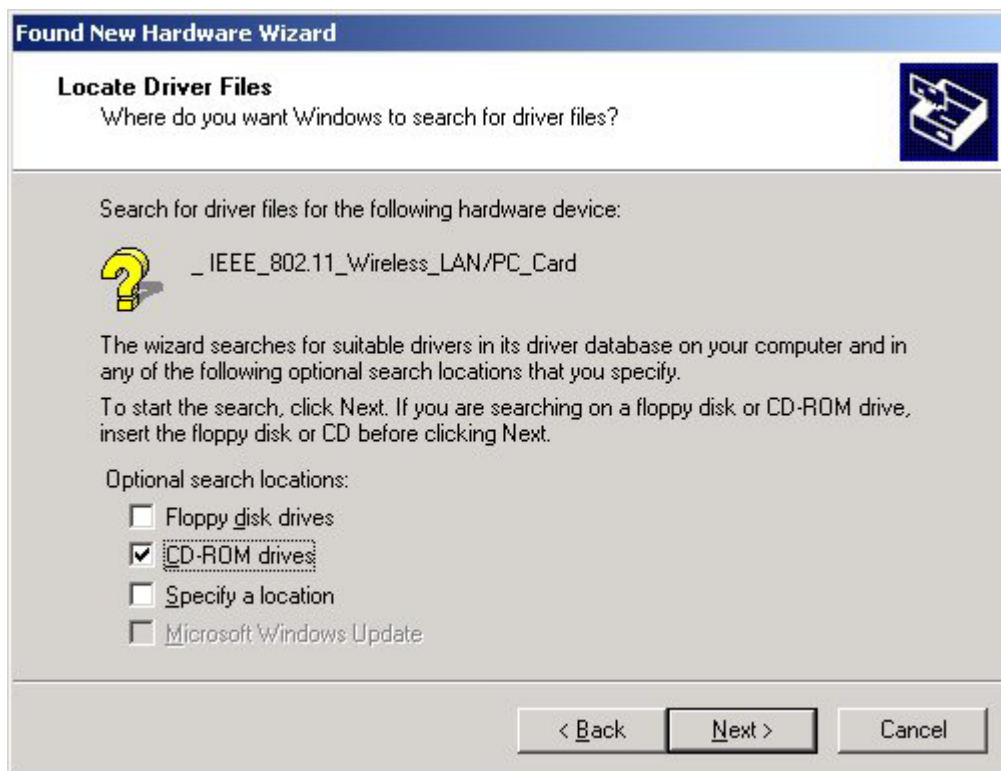 Found New Hardware Wizard
Locate Driver Files
Where do you want Windows to search for driver files?
Search for driver files for the following hardware device:
_ IEEE_802.11_Wireless_LAN/PC_Card
The wizard searches for suitable drivers in its driver database on your computer and in
any of the following optional search locations that you specify.
To start the search, click Next. If you are searching on a floppy disk or CD-ROM drive,
insert the floppy disk or CD before clicking Next.
Optional search locations:
Floppy disk drives
CD-ROM drives
Specify a location
Microsoft Windows Update
< Back Next > Cancel